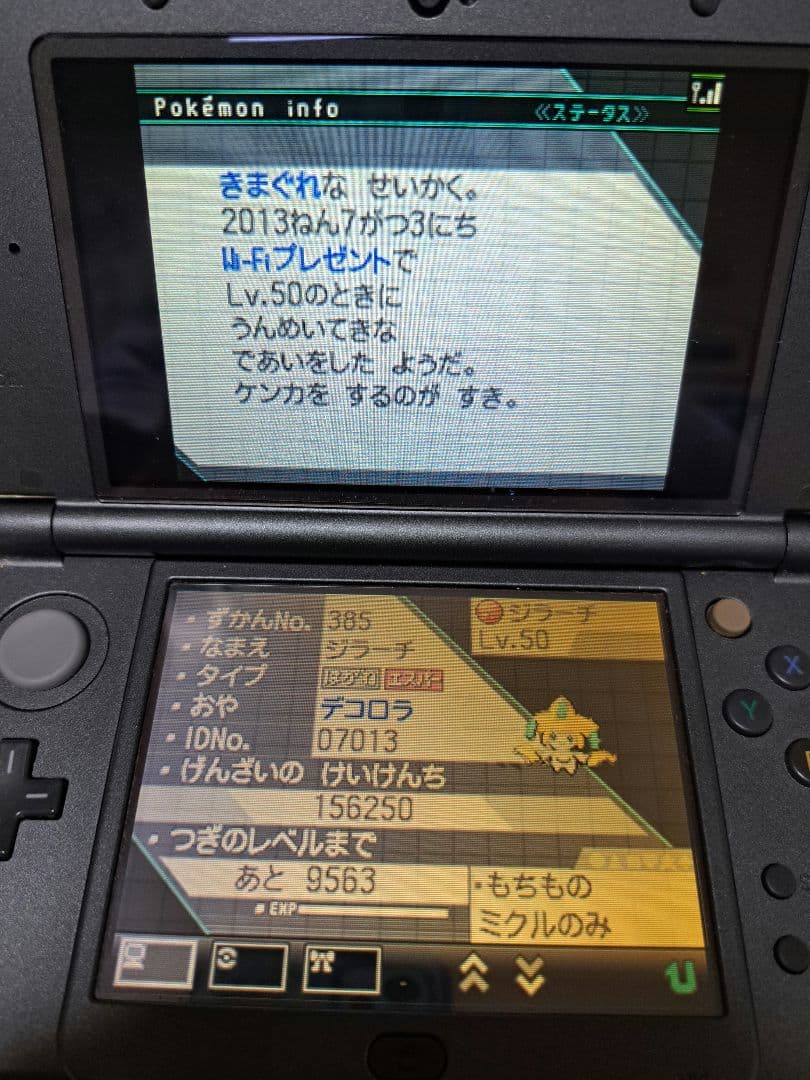 Pokémon info
《ステータス》
きまぐれな せいかく。
2013ねん7がつ3にち
Wi-Fiプレゼントで
Lv.50のときに
うんめいてきな
であいをした ようだ。
ケンカを するのが すき。
・ずかんNo. 385
ジラーチ
Lv.50
・なまえ ジラーチ
・タイプ はがね エスパー
・おや デコロラ
・IDNo. 07013
・げんざいの けいけんち
156250
・つぎのレベルまで
あと 9563
EXP
・もちもの
ミクルのみ
X
Y